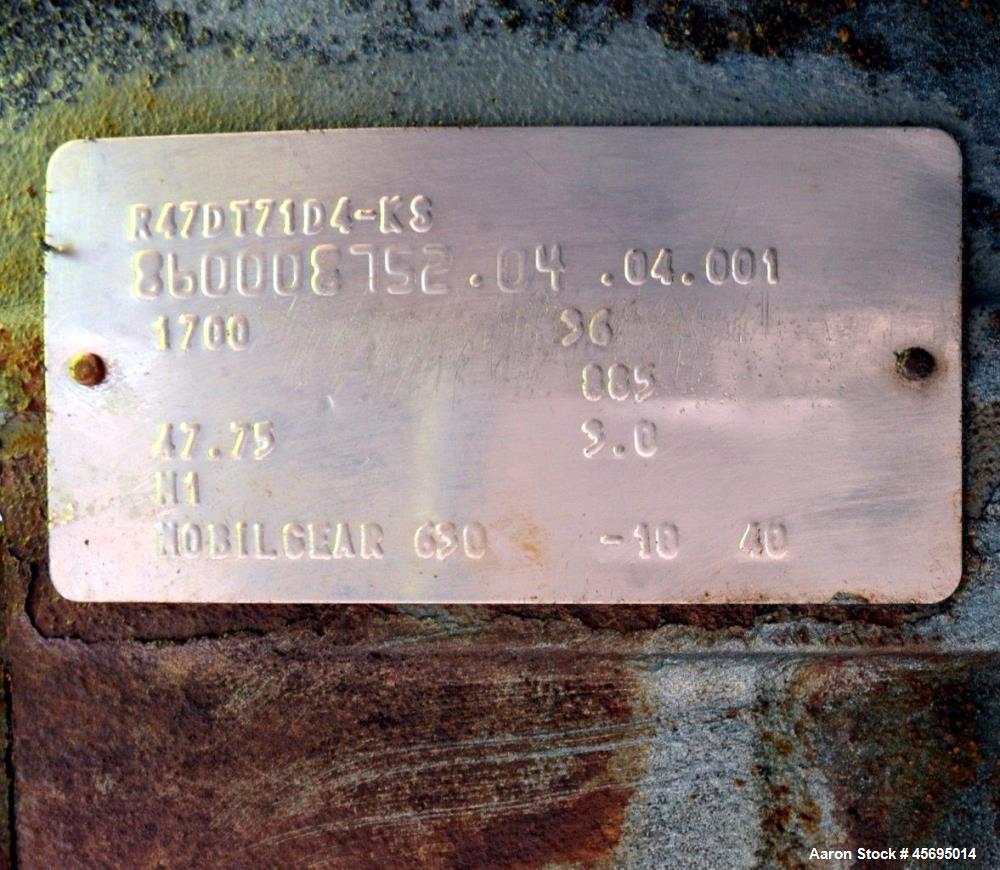 R47DT71D4-KS
860008752.04 .04.001
1700 36
885
47.75 3.0
M1
MOBILGEAR 630 -10 40
Aaron Stock # 45695014